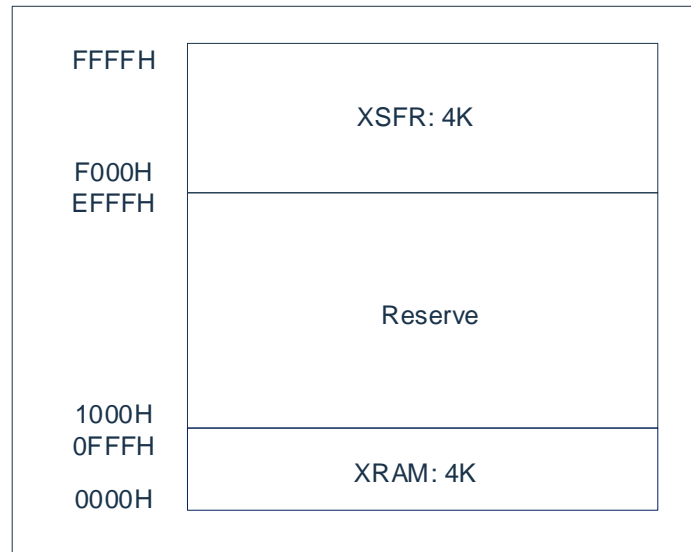 FFFFH
XSFR: 4K
F000H
EFFFH
Reserve
1000H
0FFFH
XRAM: 4K
0000H